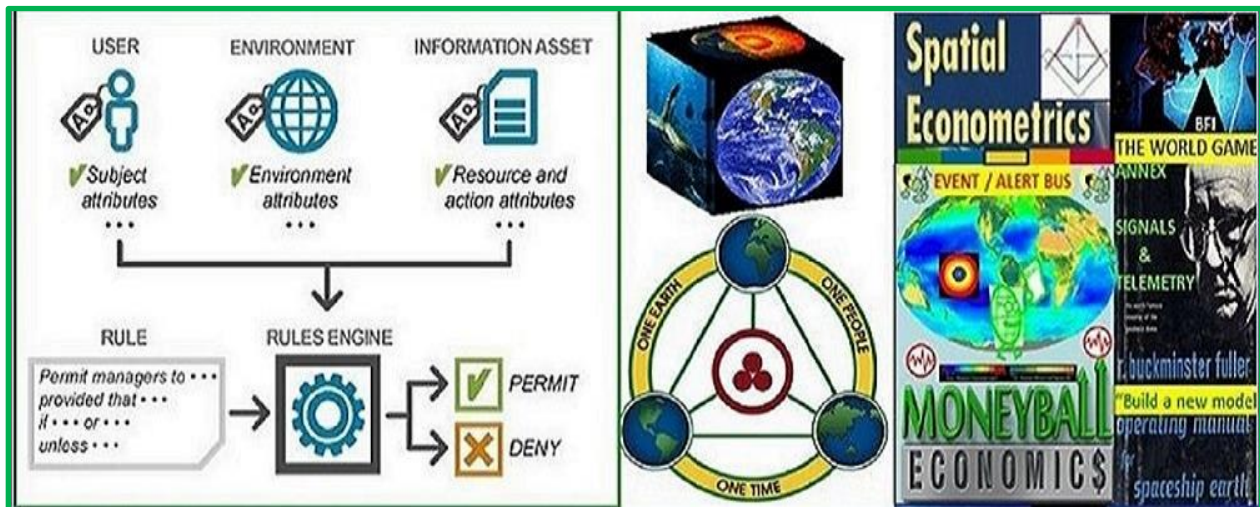 USER
ENVIRONMENT
INFORMATION ASSET
Subject
attributes
• • •
Environment
attributes
• • •
Resource and
action attributes
• • •
RULE
RULES ENGINE
Permit managers to • • •
provided that • • •
if • • • or • • •
unless • • •
PERMIT
DENY
ONE EARTH
ONE PEOPLE
ONE TIME
Spatial
Econometrics
EVENT / ALERT BUS
MONEYBALL
ECONOMIC$
BFI
THE WORLD GAME
ANNEX
SIGNALS
&
TELEMETRY
r. buckminster fuller
"Build a new model
operating manual
for
spaceship earth